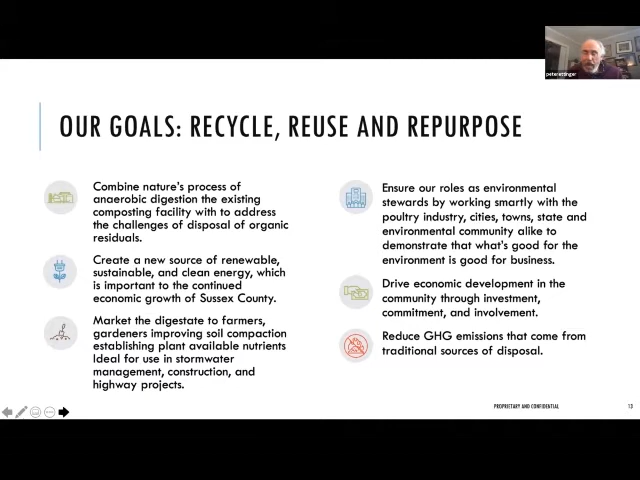 peter ettinger
OUR GOALS: RECYCLE, REUSE AND REPURPOSE
Combine nature's process of
anaerobic digestion the existing
composting facility with to address
the challenges of disposal of organic
residuals.
Create a new source of renewable,
sustainable, and clean energy, which
is important to the continued
economic growth of Sussex County.
Market the digestate to farmers,
gardeners improving soil compaction
establishing plant available nutrients
Ideal for use in stormwater
management, construction, and
highway projects.
Ensure our roles as environmental
stewards by working smartly with the
poultry industry, cities, towns, state and
environmental community alike to
demonstrate that what's good for the
environment is good for business.
Drive economic development in the
community through investment,
commitment, and involvement.
Reduce GHG emissions that come from
traditional sources of disposal.
PROPRIETARY AND CONFIDENTIAL
13